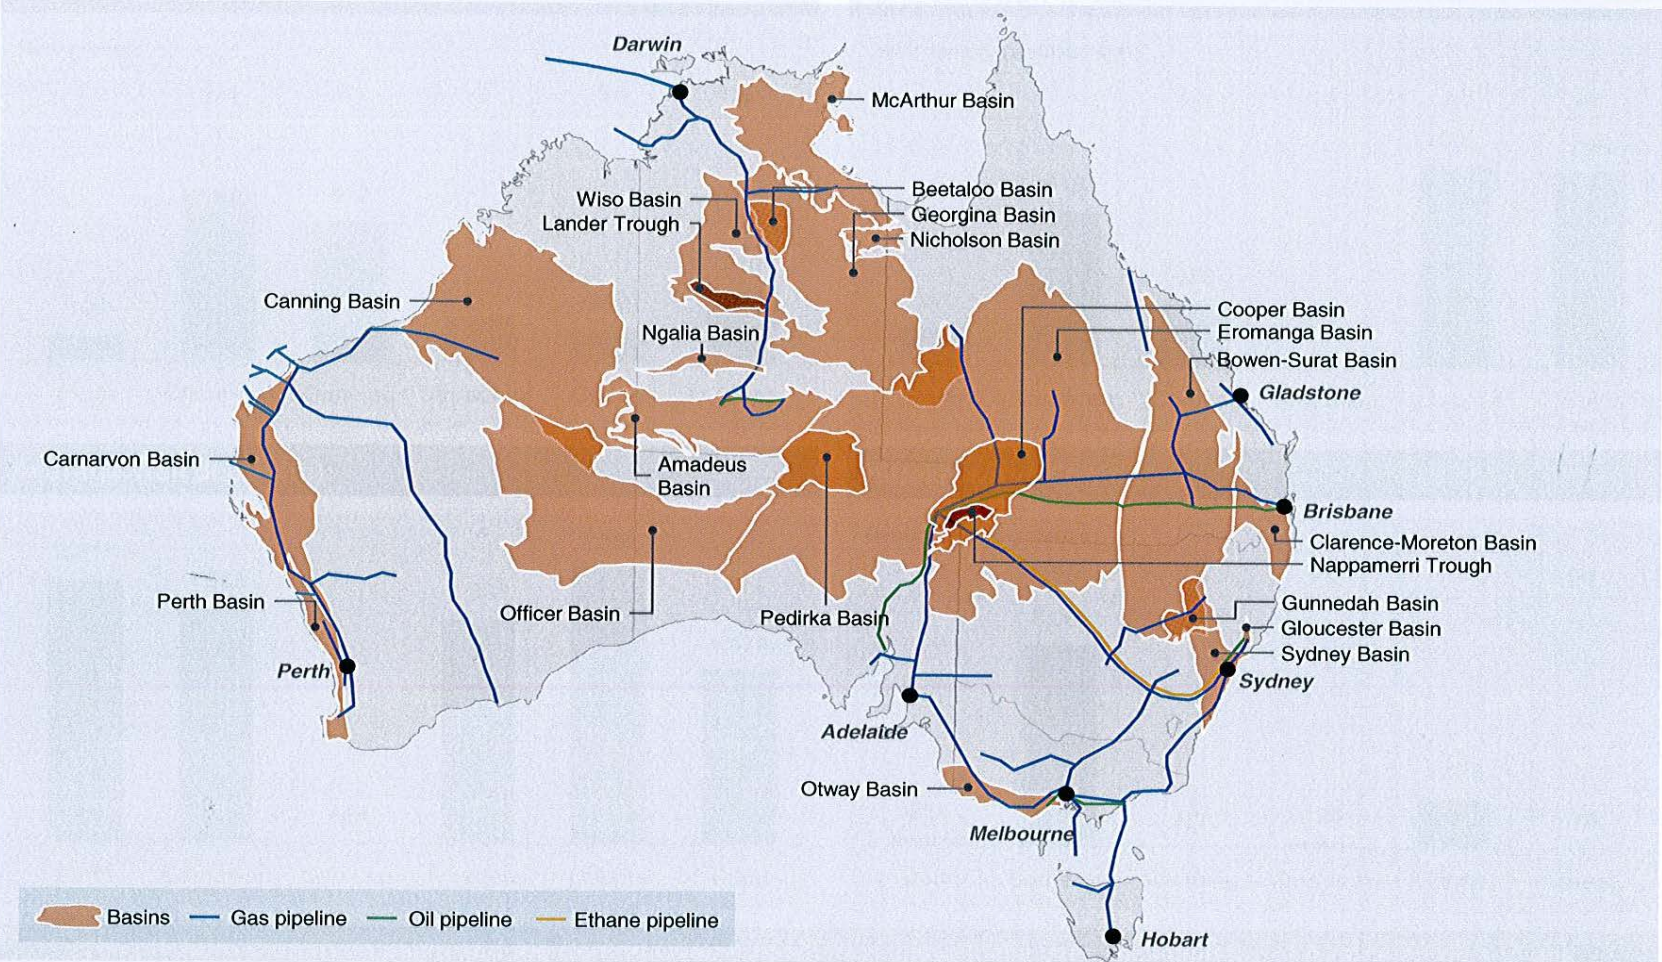 Darwin
McArthur Basin
Wiso Basin
Lander Trough
Beetaloo Basin
Georgina Basin
Nicholson Basin
Canning Basin
Ngalia Basin
Cooper Basin
Eromanga Basin
Bowen-Surat Basin
Gladstone
Carnarvon Basin
Amadeus
Basin
Brisbane
Clarence-Moreton Basin
Nappamerri Trough
Perth Basin
Officer Basin
Pedirka Basin
Gunnedah Basin
Gloucester Basin
Sydney Basin
Perth
Sydney
Adelaide
Otway Basin
Melbourne
Basins
Gas pipeline
Oil pipeline
Ethane pipeline
Hobart